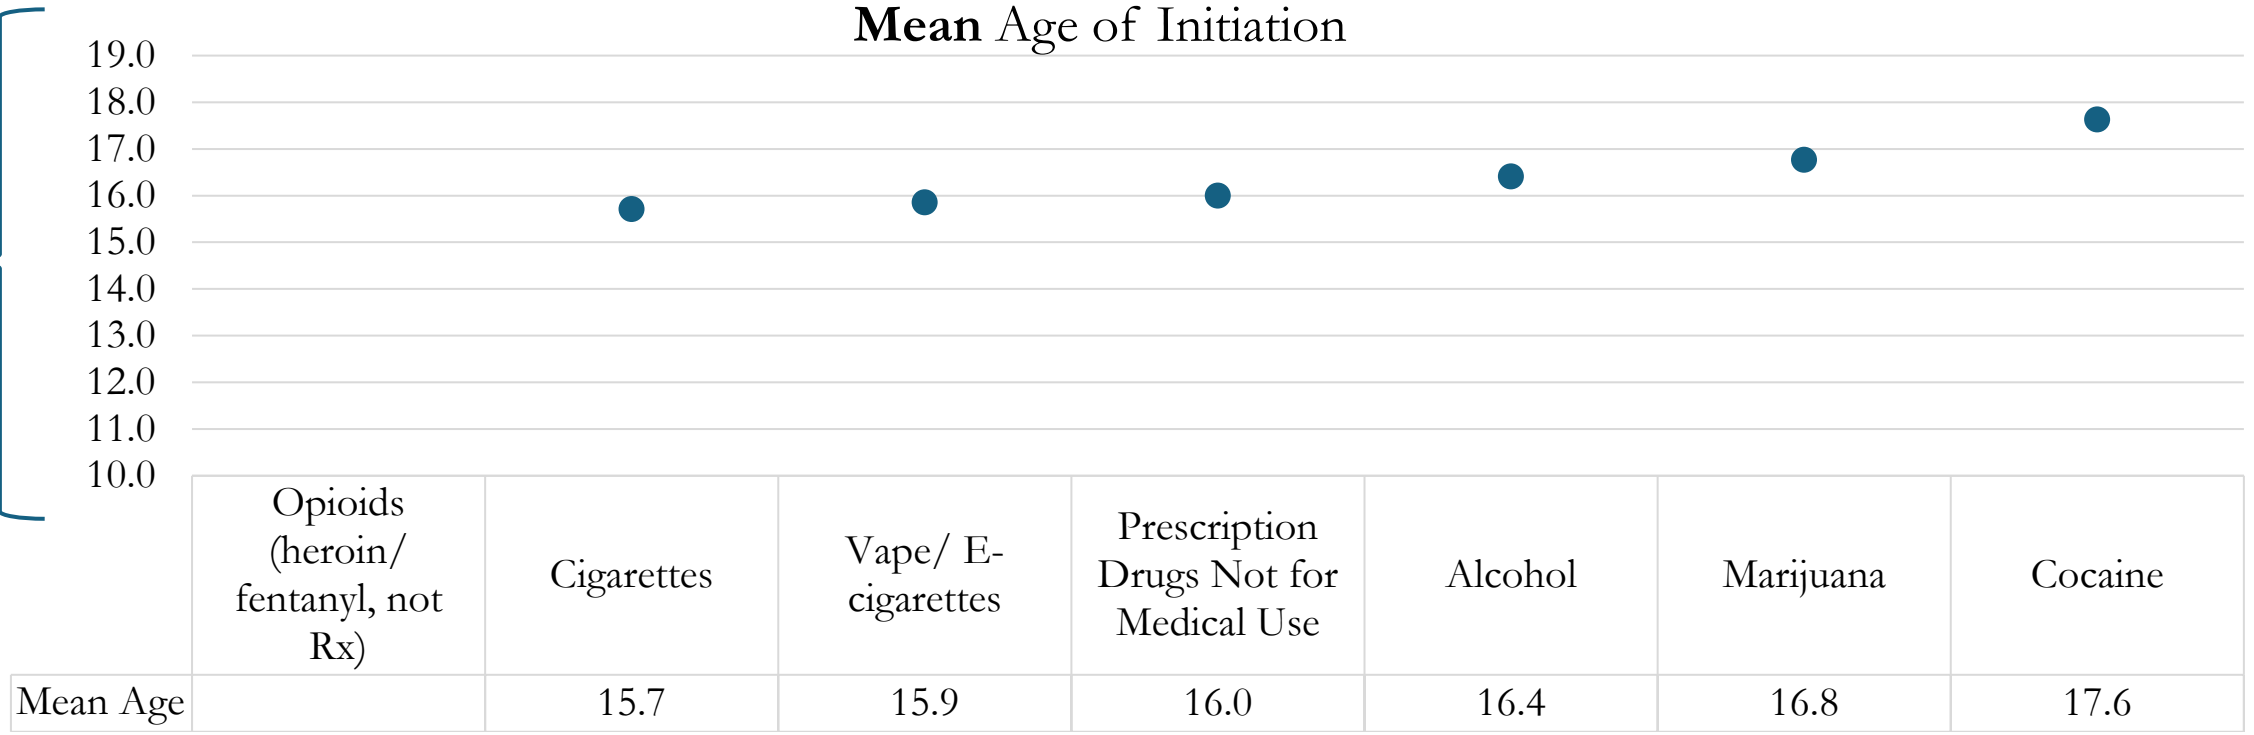 Mean Age of Initiation
19.0
18.0
17.0
16.0
15.0
14.0
13.0
12.0
11.0
10.0
Opioids
(heroin/
fentanyl, not
Rx)
Cigarettes
Vape/ E-
cigarettes
Prescription
Drugs Not for
Medical Use
Alcohol
Marijuana
Cocaine
Mean Age 15.7 15.9 16.0 16.4 16.8 17.6